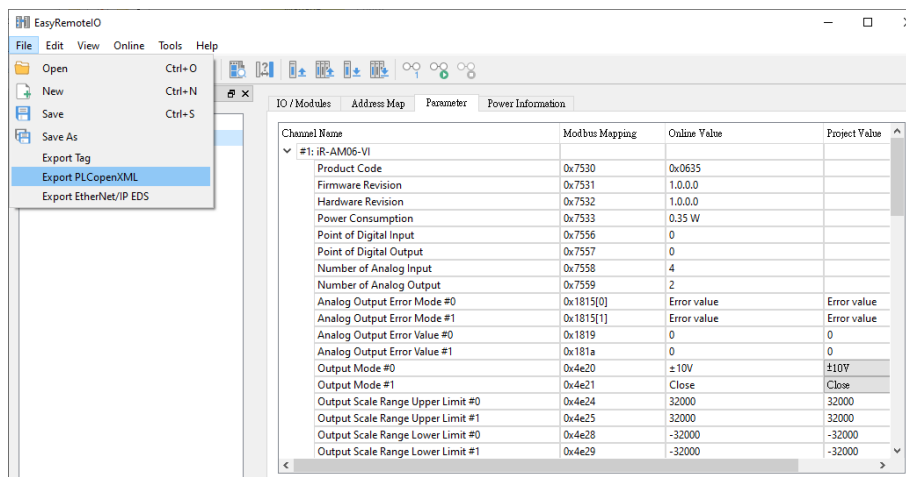 EasyRemoteIO
File Edit View Online Tools Help
Open Ctrl+O
New Ctrl+N
Save Ctrl+S
Save As
Export Tag
Export PLCopenXML
Export EtherNet/IP EDS
IO / Modules Address Map Parameter Power Information
Channel Name Modbus Mapping Online Value Project Value
#1: iR-AM06-VI
Product Code 0x7530 0x0635
Firmware Revision 0x7531 1.0.0.0
Hardware Revision 0x7532 1.0.0.0
Power Consumption 0x7533 0.35 W
Point of Digital Input 0x7556 0
Point of Digital Output 0x7557 0
Number of Analog Input 0x7558 4
Number of Analog Output 0x7559 2
Analog Output Error Mode #0 0x1815[0] Error value Error value
Analog Output Error Mode #1 0x1815[1] Error value Error value
Analog Output Error Value #0 0x1819 0 0
Analog Output Error Value #1 0x181a 0 0
Output Mode #0 0x4e20 ±10V ±10V
Output Mode #1 0x4e21 Close Close
Output Scale Range Upper Limit #0 0x4e24 32000 32000
Output Scale Range Upper Limit #1 0x4e25 32000 32000
Output Scale Range Lower Limit #0 0x4e28 -32000 -32000
Output Scale Range Lower Limit #1 0x4e29 -32000 -32000